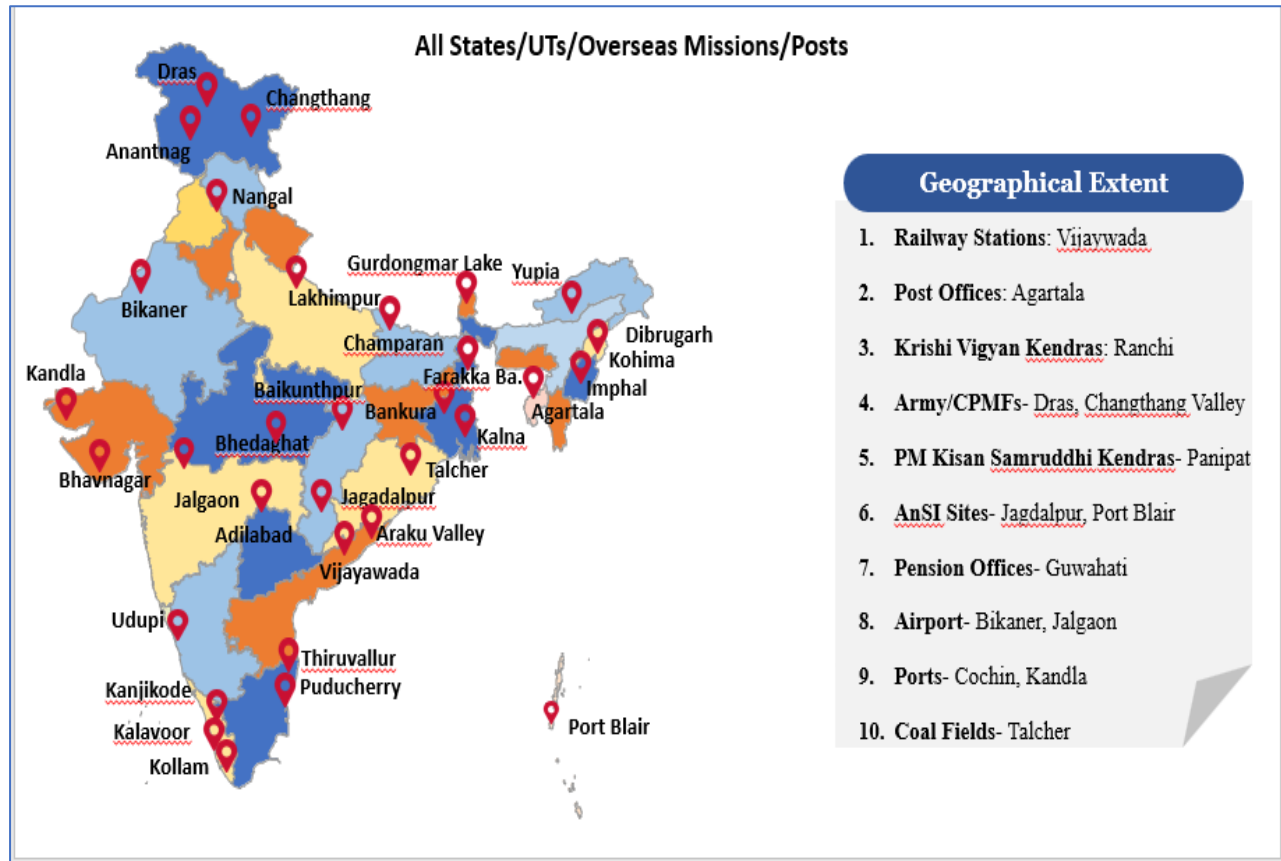 All States/UTs/Overseas Missions/Posts
Dras
Changthang
Anantnag
Nangal
Gurdongmar Lake
Yupia
Lakhimpur
Bikaner
Dibrugarh
Champaran
Kohima
Kandla
Farakka Ba.
Imphal
Baikunthpur
Bankura
Agartala
Bhedaghat
Kalna
Talcher
Bhavnagar
Jalgaon
Jagadalpur
Adilabad
Araku Valley
Vijayawada
Udupi
Thiruvallur
Kanjikode
Puducherry
Kalavoor
Port Blair
Kollam
Geographical Extent
1. Railway Stations: Vijaywada
2. Post Offices: Agartala
3. Krishi Vigyan Kendras: Ranchi
4. Army/CPMFs- Dras, Changthang Valley
5. PM Kisan Samruddhi Kendras- Panipat
6. AnSI Sites- Jagdalpur, Port Blair
7. Pension Offices- Guwahati
8. Airport- Bikaner, Jalgaon
9. Ports- Cochin, Kandla
10. Coal Fields- Talcher